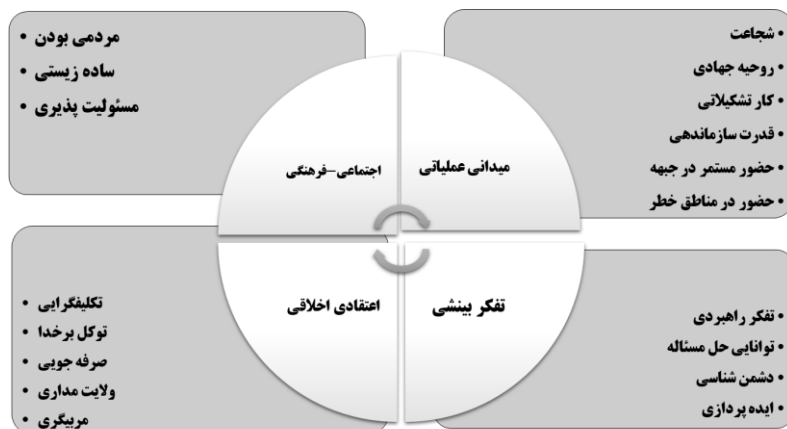 • شجاعت
• روحیه جهادی
• کار تشکیلاتی
• قدرت سازماندهی
• حضور مستمر در جبهه
• حضور در مناطق خطر
میدانی عملیاتی
• مردمی بودن
• ساده زیستی
• مسئولیت پذیری
اجتماعی-فرهنگی
• تفکر راهبردی
• توانایی حل مسئاله
• دشمن شناسی
• ایده پردازی
تفکر بینشی
• تکلیفگرایی
• توکل برخدا
• صرفه جویی
• ولایت مداری
• مربیگری
اعتقادی اخلاقی